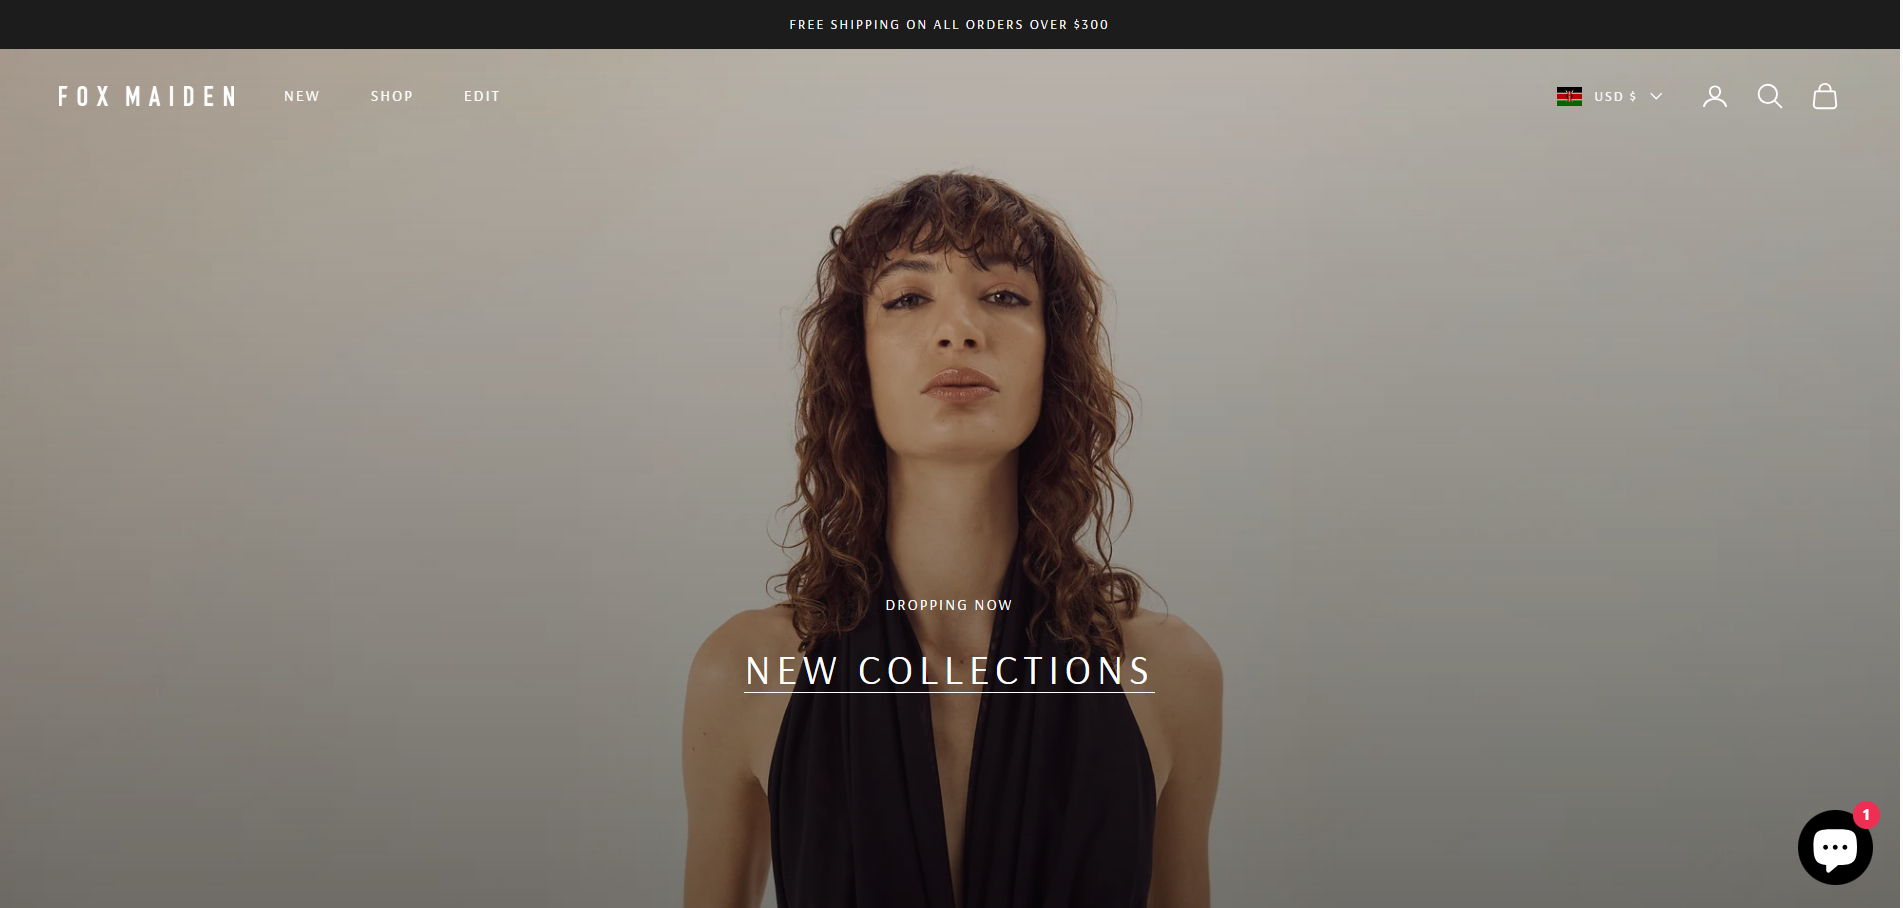 FREE SHIPPING ON ALL ORDERS OVER $300
FOX MAIDEN
NEW
SHOP
EDIT
USD $
DROPPING NOW
NEW COLLECTIONS
1